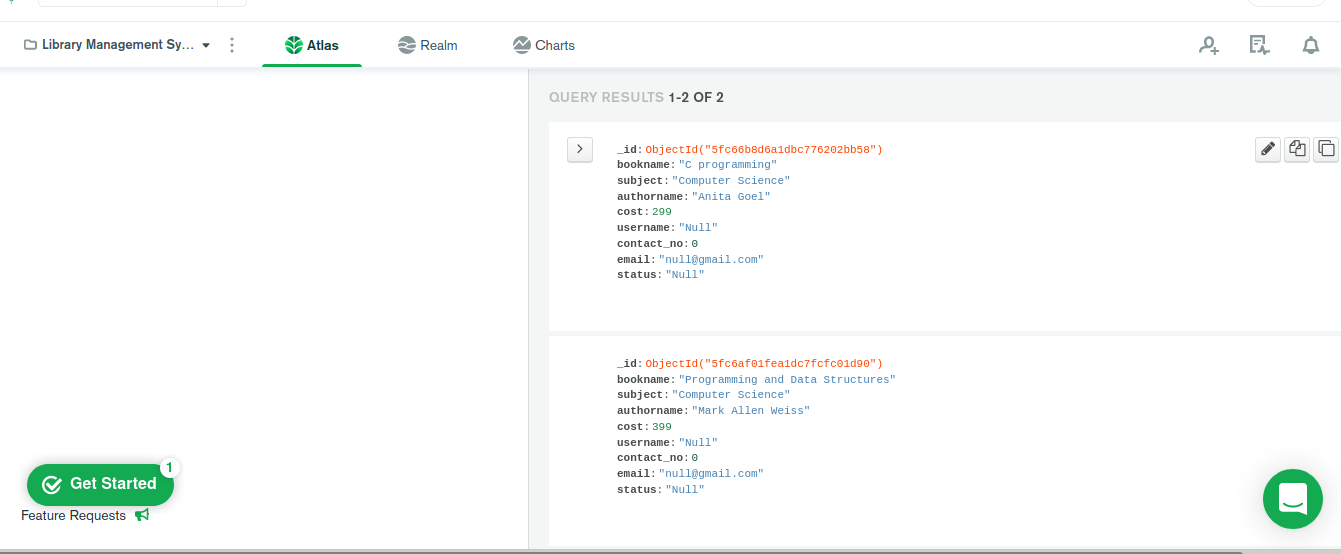 Library Management Sy...
Atlas
Realm
Charts
QUERY RESULTS 1-2 OF 2
_id: ObjectId("5fc66b8d6a1dbc776202bb58")
bookname: "C programming"
subject: "Computer Science"
authorname: "Anita Goel"
cost: 299
username: "Null"
contact_no: 0
email: "null@gmail.com"
status: "Null"
_id: ObjectId("5fc6af01fea1dc7fcfc01d90")
bookname: "Programming and Data Structures"
subject: "Computer Science"
authorname: "Mark Allen Weiss"
cost: 399
username: "Null"
contact_no: 0
email: "null@gmail.com"
status: "Null"
Get Started
1
Feature Requests